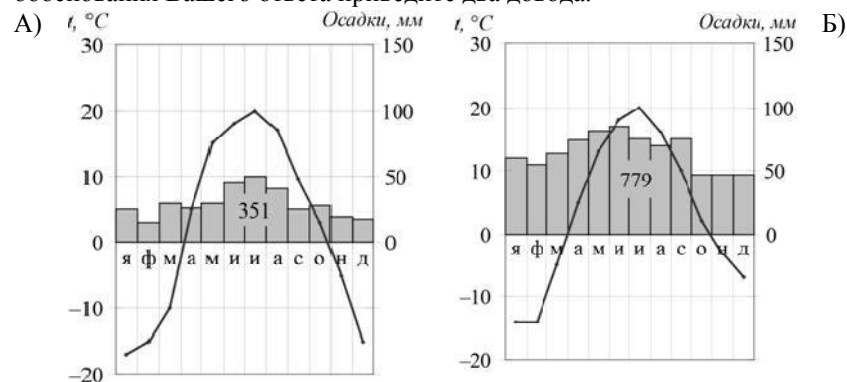 обоснования Вашего ответа приведите два довода.
А) t, °C Осадки, мм t, °C Осадки, мм Б)
30 150 30 150
20 100 20 100
10 50 10 50
351 779
0 0 0 0
я ф м а м и и а с о н д я ф м а м и и а с о н д
–10 –10
–20 –20